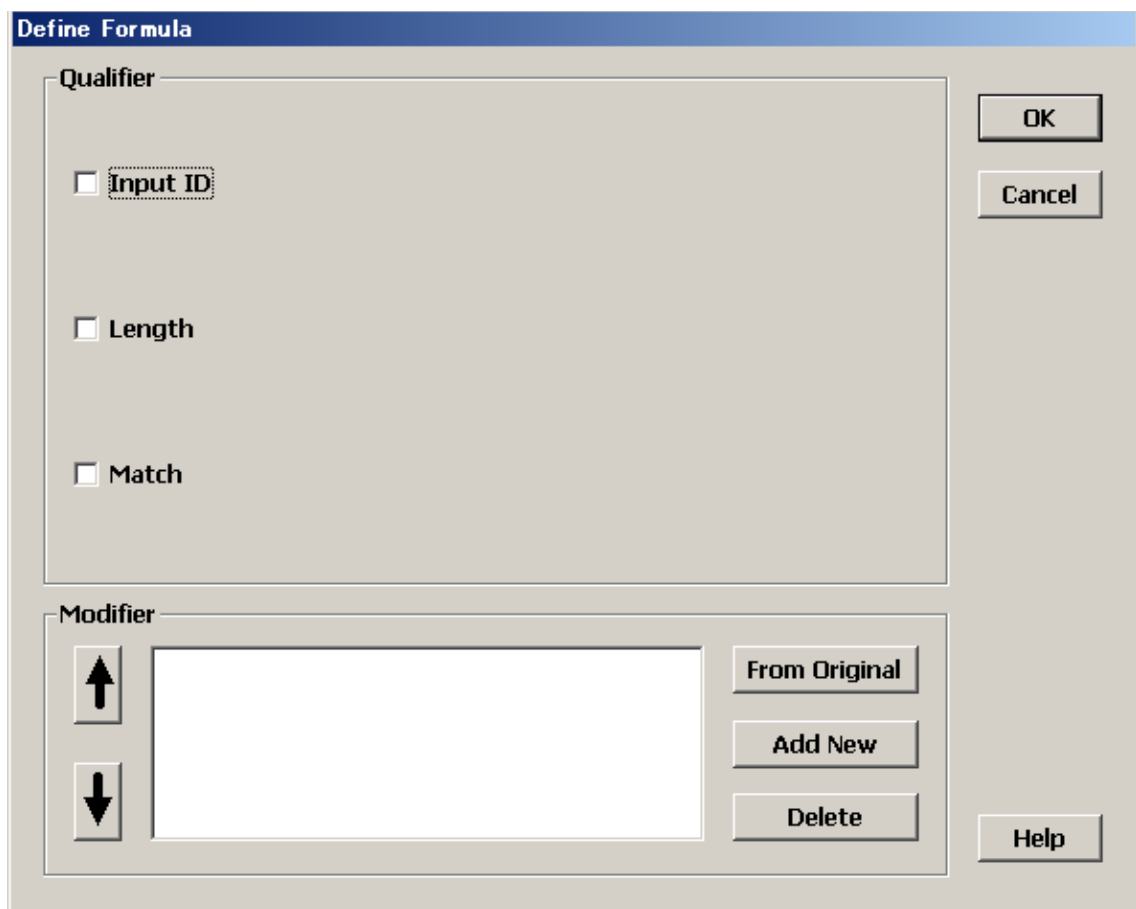 Define Formula
Qualifier
OK
Input ID
Cancel
Length
Match
Modifier
From Original
Add New
Delete
Help